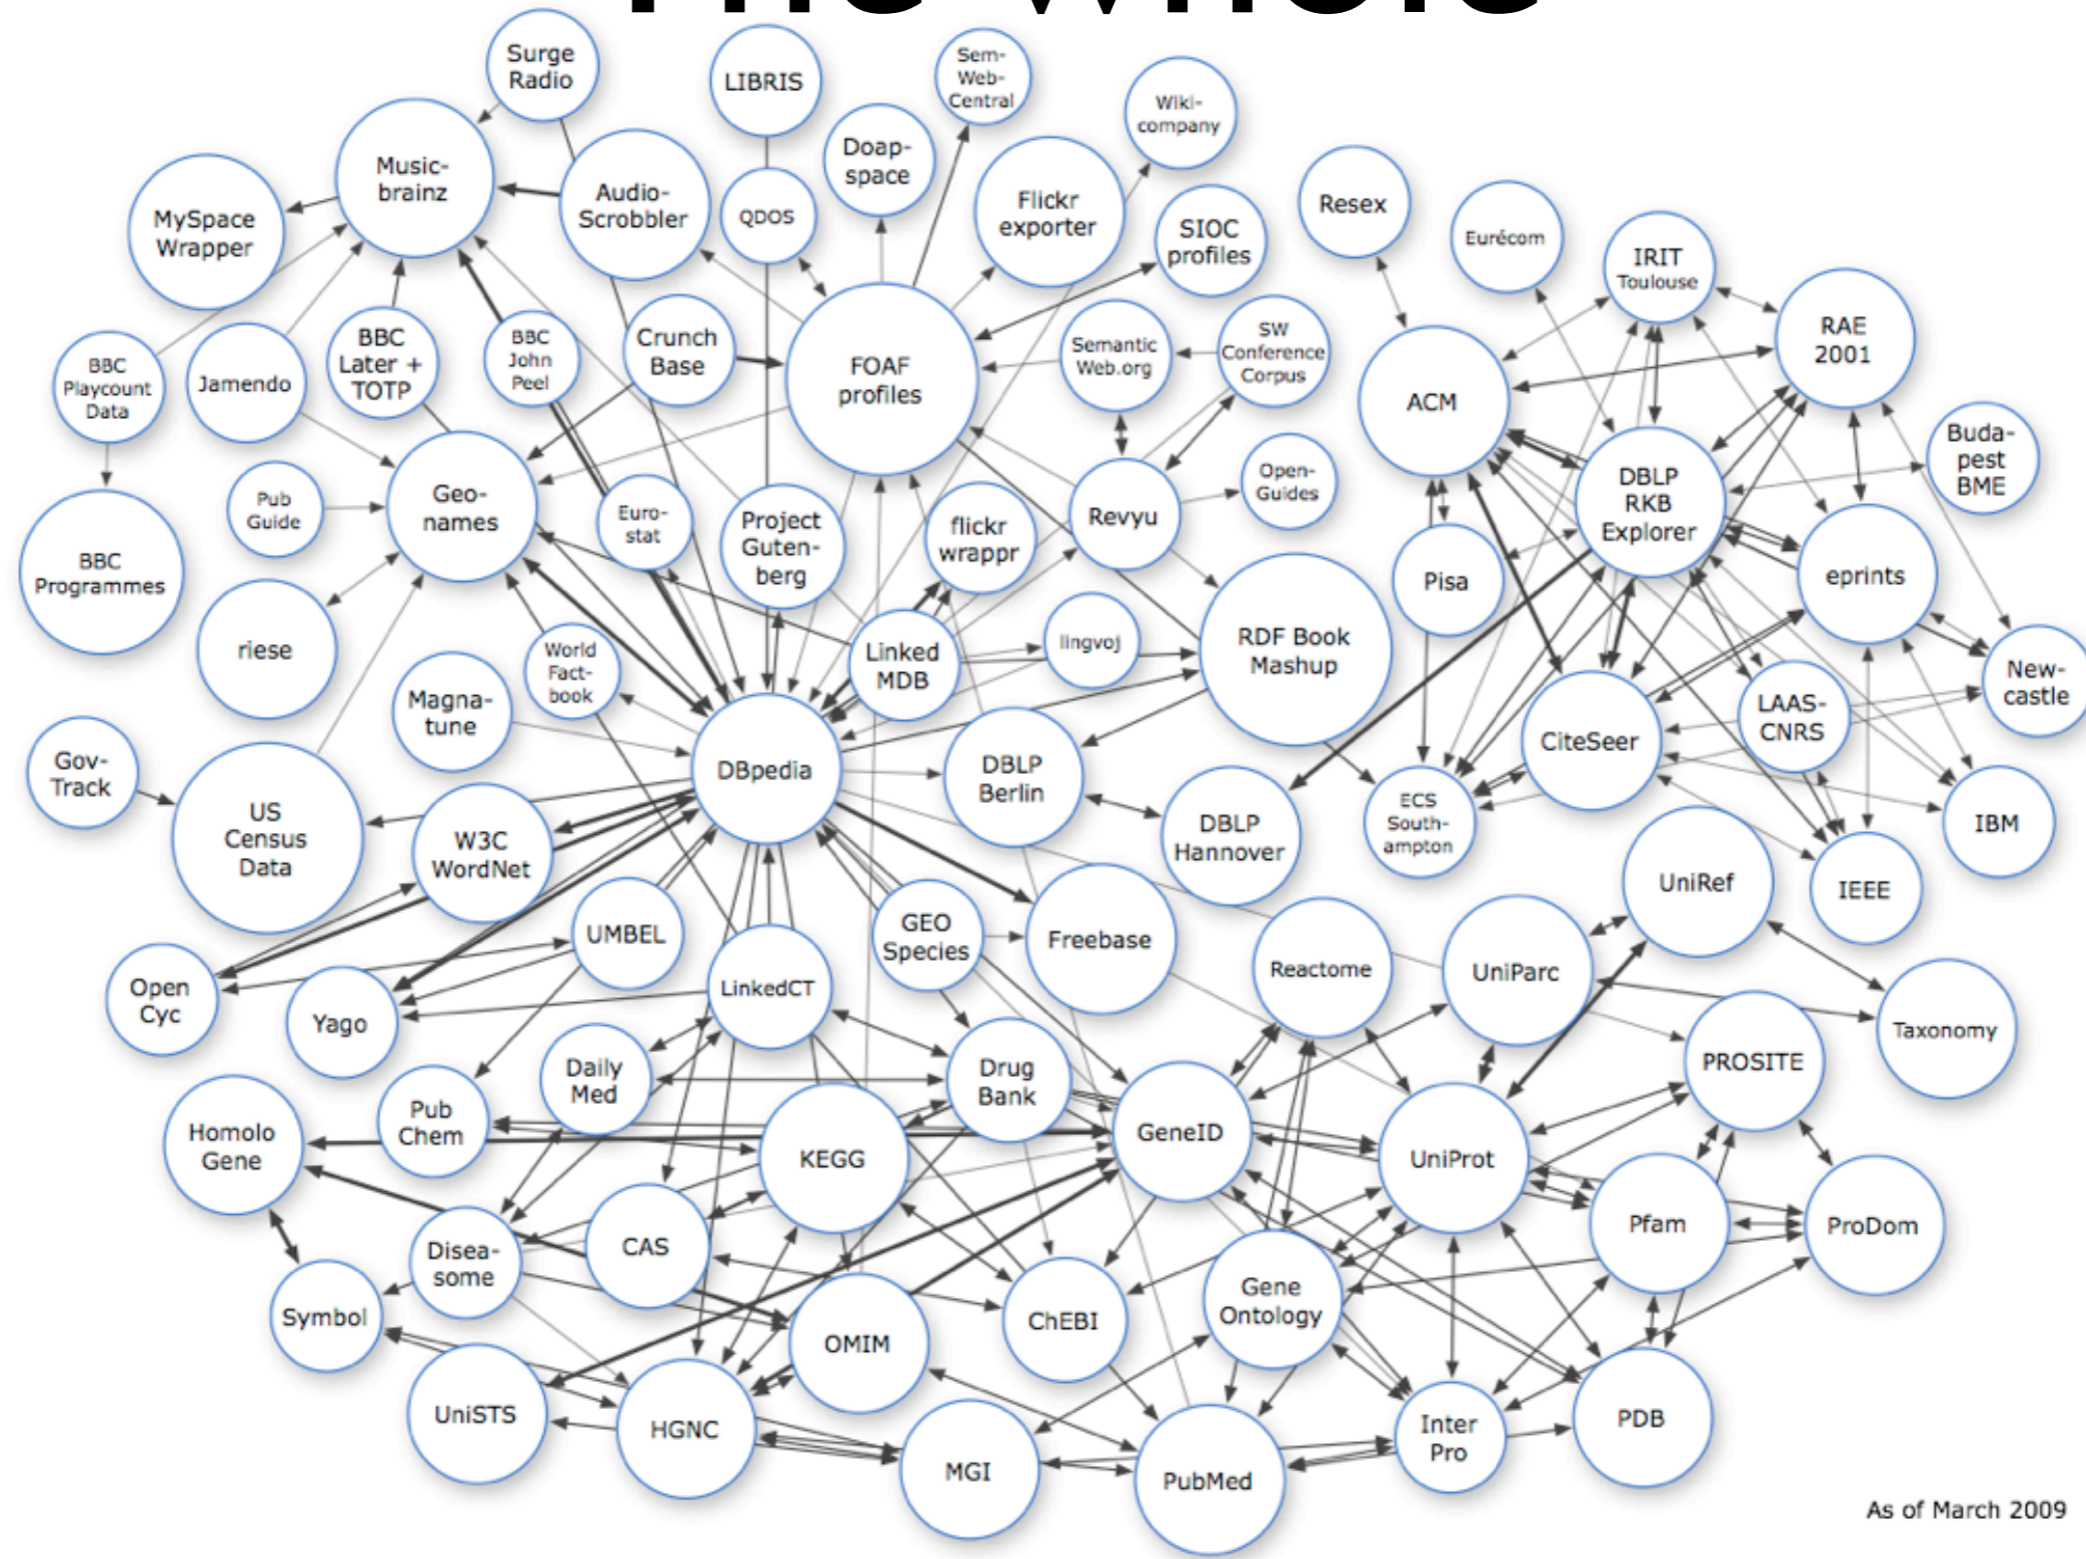 The Whole
Surge
Radio
LIBRIS
Sem-
Web-
Central
Wiki-
company
Doap-
space
Music-
brainz
MySpace
Wrapper
Audio-
Scrobbler
QDOS
Flickr
exporter
SIOC
profiles
Resex
Eurécom
IRIT
Toulouse
RAE
2001
BBC
Playcount
Data
Jamendo
BBC
Later +
TOTP
BBC
John
Peel
Crunch
Base
FOAF
profiles
Semantic
Web.org
SW
Conference
Corpus
ACM
Buda-
pest
BME
Pub
Guide
Geo-
names
Euro-
stat
Project
Guten-
berg
flickr
wrappr
Revyu
Open-
Guides
DBLP
RKB
Explorer
BBC
Programmes
riese
World
Fact-
book
Linked
MDB
lingvoj
RDF Book
Mashup
Pisa
eprints
New-
castle
Magna-
tune
Gov-
Track
US
Census
Data
W3C
WordNet
DBpedia
DBLP
Berlin
DBLP
Hannover
ECS
South-
ampton
CiteSeer
LAAS-
CNRS
IBM
IEEE
UniRef
UMBEL
GEO
Species
Freebase
Reactome
UniParc
Open
Cyc
Yago
LinkedCT
Taxonomy
PROSITE
Daily
Med
Drug
Bank
Homolo
Gene
Pub
Chem
KEGG
GeneID
UniProt
Pfam
ProDom
Disea-
some
CAS
Symbol
OMIM
ChEBI
Gene
Ontology
UniSTS
HGNC
MGI
PubMed
Inter
Pro
PDB
As of March 2009